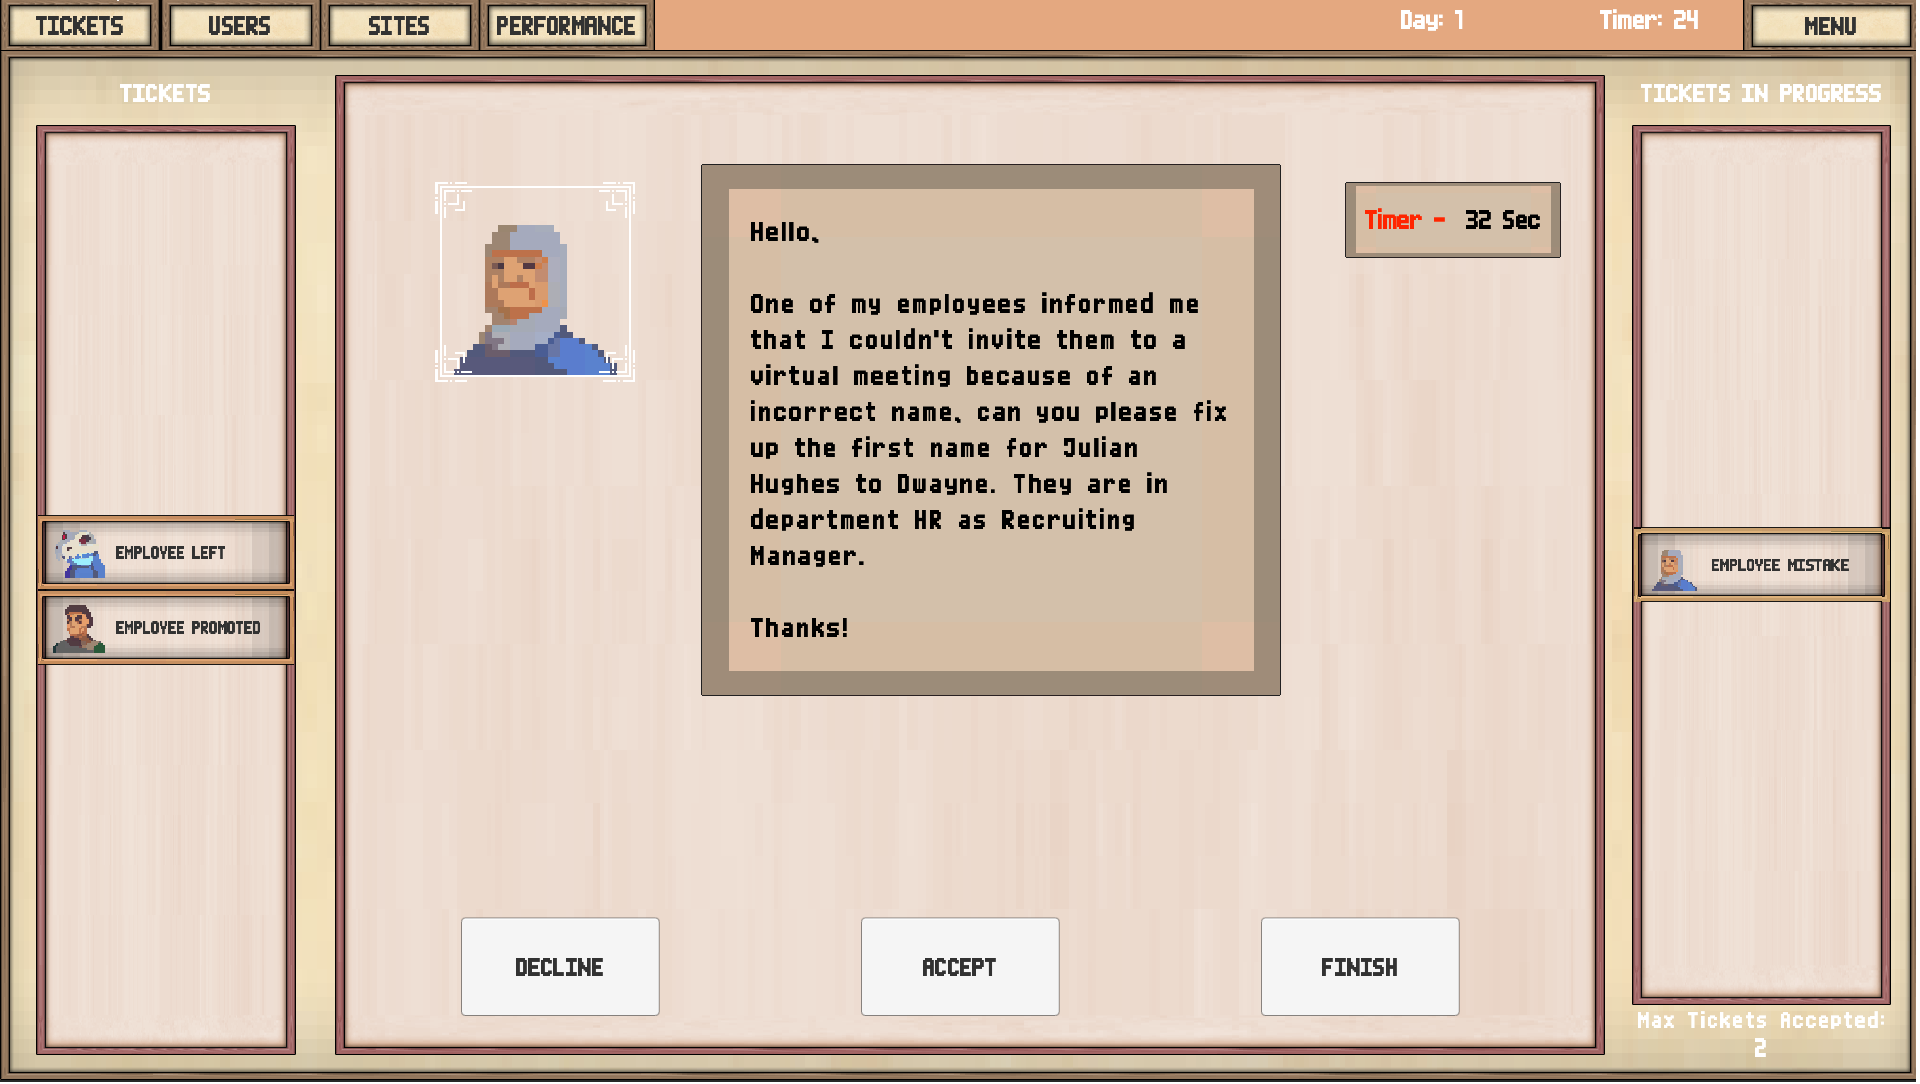 TICKETS
USERS
SITES
PERFORMANCE
Day: 1
Timer: 24
MENU
TICKETS
TICKETS IN PROGRESS
Timer - 32 Sec
Hello,
One of my employees informed me
that I couldn't invite them to a
virtual meeting because of an
incorrect name, can you please fix
up the first name for Julian
Hughes to Dwayne. They are in
department HR as Recruiting
Manager.
Thanks!
EMPLOYEE LEFT
EMPLOYEE PROMOTED
EMPLOYEE MISTAKE
DECLINE
ACCEPT
FINISH
Max Tickets Accepted:
2